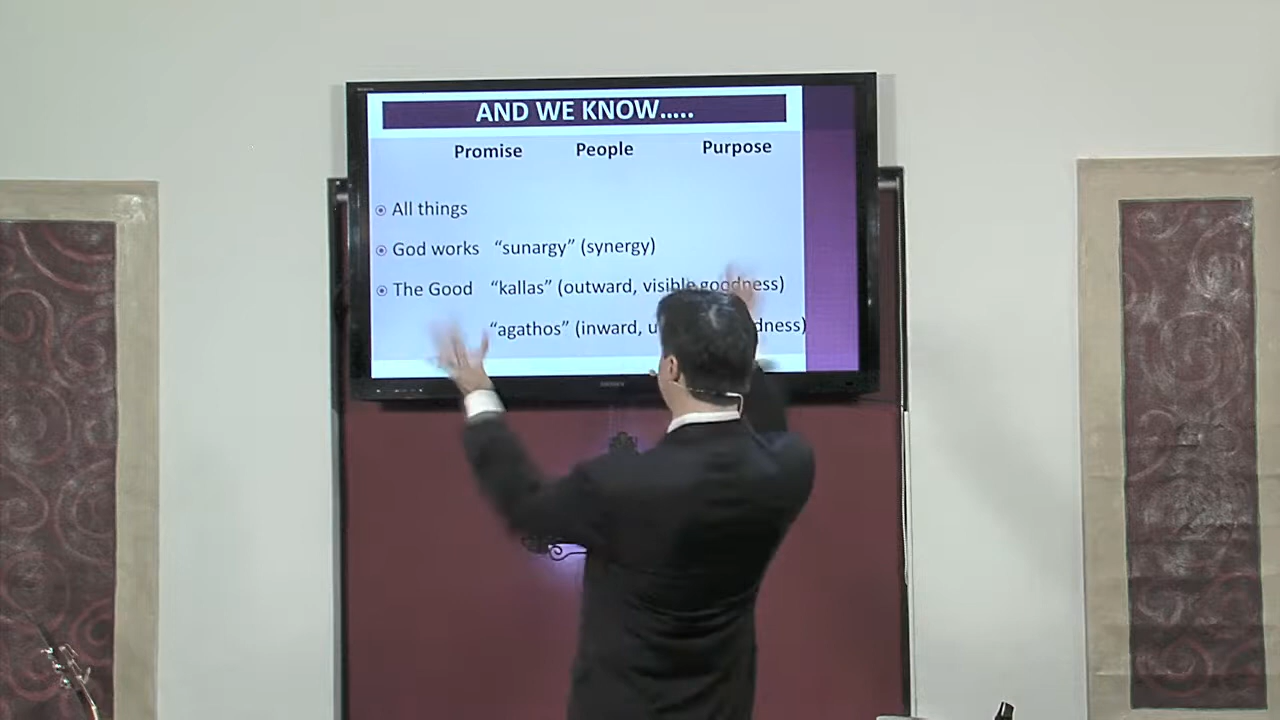 AND WE KNOW.....
Promise People Purpose
All things
God works “sunargy” (synergy)
The Good “kallas” (outward, visible goodness)
“agathos” (inward,